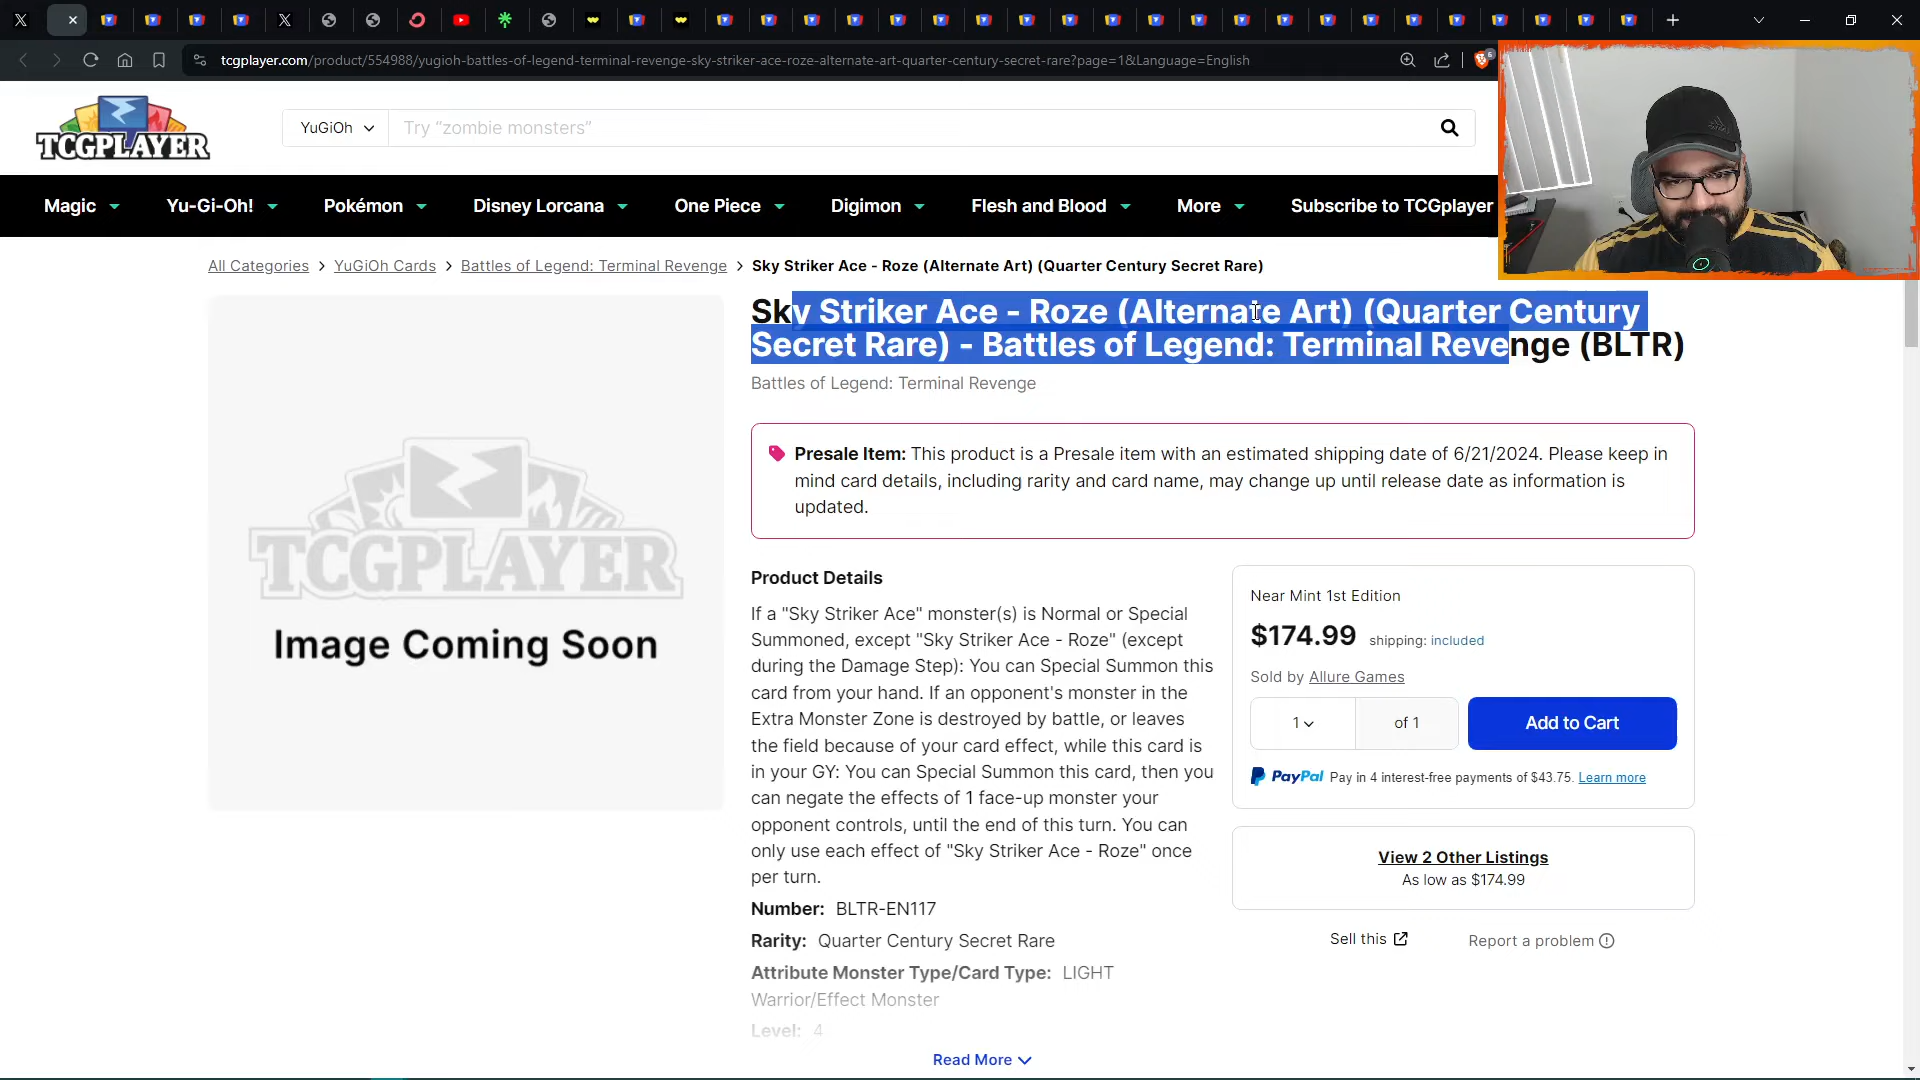 tcgplayer.com/product/554988/yugioh-battles-of-legend-terminal-revenge-sky-striker-ace-roze-alternate-art-quarter-century-secret-rare?page=1&Language=English
TCGPLAYER
YuGiOh
Try “zombie monsters”
Magic
Yu-Gi-Oh!
Pokémon
Disney Lorcana
One Piece
Digimon
Flesh and Blood
More
Subscribe to TCGplayer
All Categories > YuGiOh Cards > Battles of Legend: Terminal Revenge > Sky Striker Ace - Roze (Alternate Art) (Quarter Century Secret Rare)
Sky Striker Ace - Roze (Alternate Art) (Quarter Century
Secret Rare) - Battles of Legend: Terminal Revenge (BLTR)
Battles of Legend: Terminal Revenge
Presale Item: This product is a Presale item with an estimated shipping date of 6/21/2024. Please keep in
mind card details, including rarity and card name, may change up until release date as information is
updated.
TCGPLAYER
Image Coming Soon
Product Details
If a "Sky Striker Ace" monster(s) is Normal or Special
Summoned, except "Sky Striker Ace - Roze" (except
during the Damage Step): You can Special Summon this
card from your hand. If an opponent's monster in the
Extra Monster Zone is destroyed by battle, or leaves
the field because of your card effect, while this card is
in your GY: You can Special Summon this card, then you
can negate the effects of 1 face-up monster your
opponent controls, until the end of this turn. You can
only use each effect of "Sky Striker Ace - Roze" once
per turn.
Number: BLTR-EN117
Rarity: Quarter Century Secret Rare
Attribute Monster Type/Card Type: LIGHT
Warrior/Effect Monster
Level: 4
Read More
Near Mint 1st Edition
$174.99 shipping: included
Sold by Allure Games
1
of 1
Add to Cart
PayPal Pay in 4 interest-free payments of $43.75. Learn more
View 2 Other Listings
As low as $174.99
Sell this
Report a problem